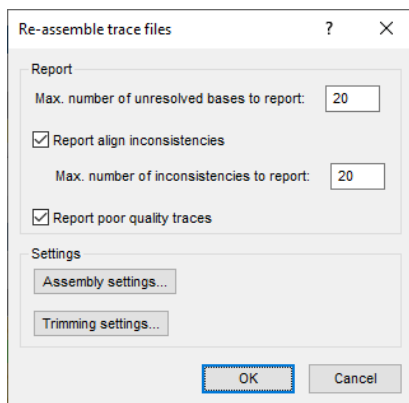 Re-assemble trace files ?
Report
Max. number of unresolved bases to report: 20
Report align inconsistencies
Max. number of inconsistencies to report: 20
Report poor quality traces
Settings
Assembly settings...
Trimming settings...
OK Cancel